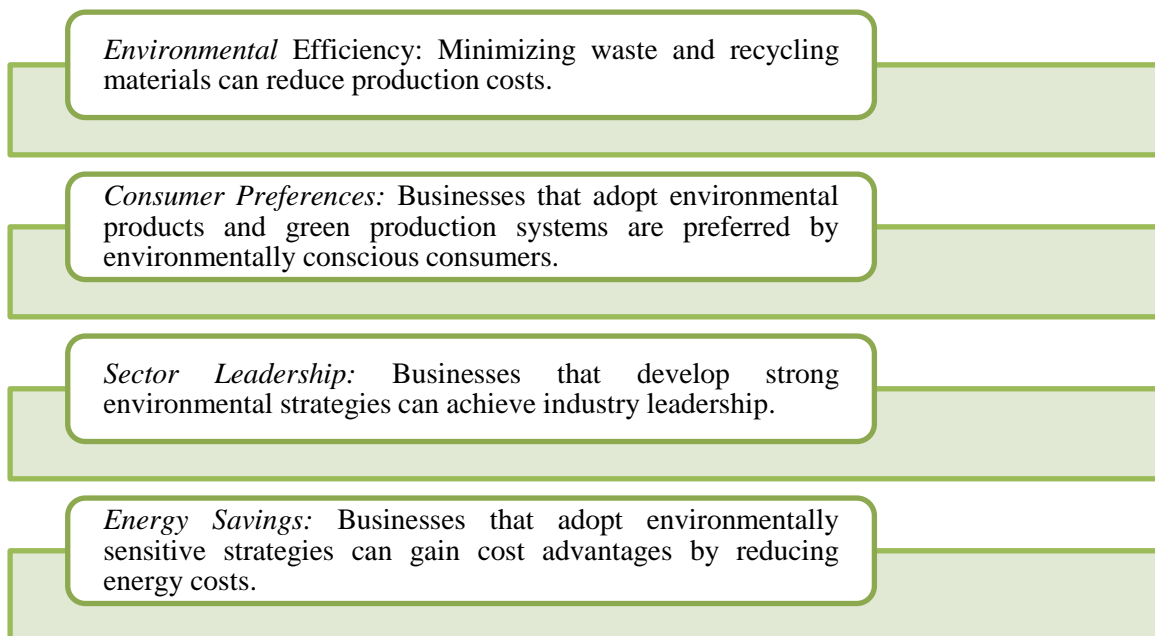 Environmental Efficiency: Minimizing waste and recycling
materials can reduce production costs.
Consumer Preferences: Businesses that adopt environmental
products and green production systems are preferred by
environmentally conscious consumers.
Sector Leadership: Businesses that develop strong
environmental strategies can achieve industry leadership.
Energy Savings: Businesses that adopt environmentally
sensitive strategies can gain cost advantages by reducing
energy costs.